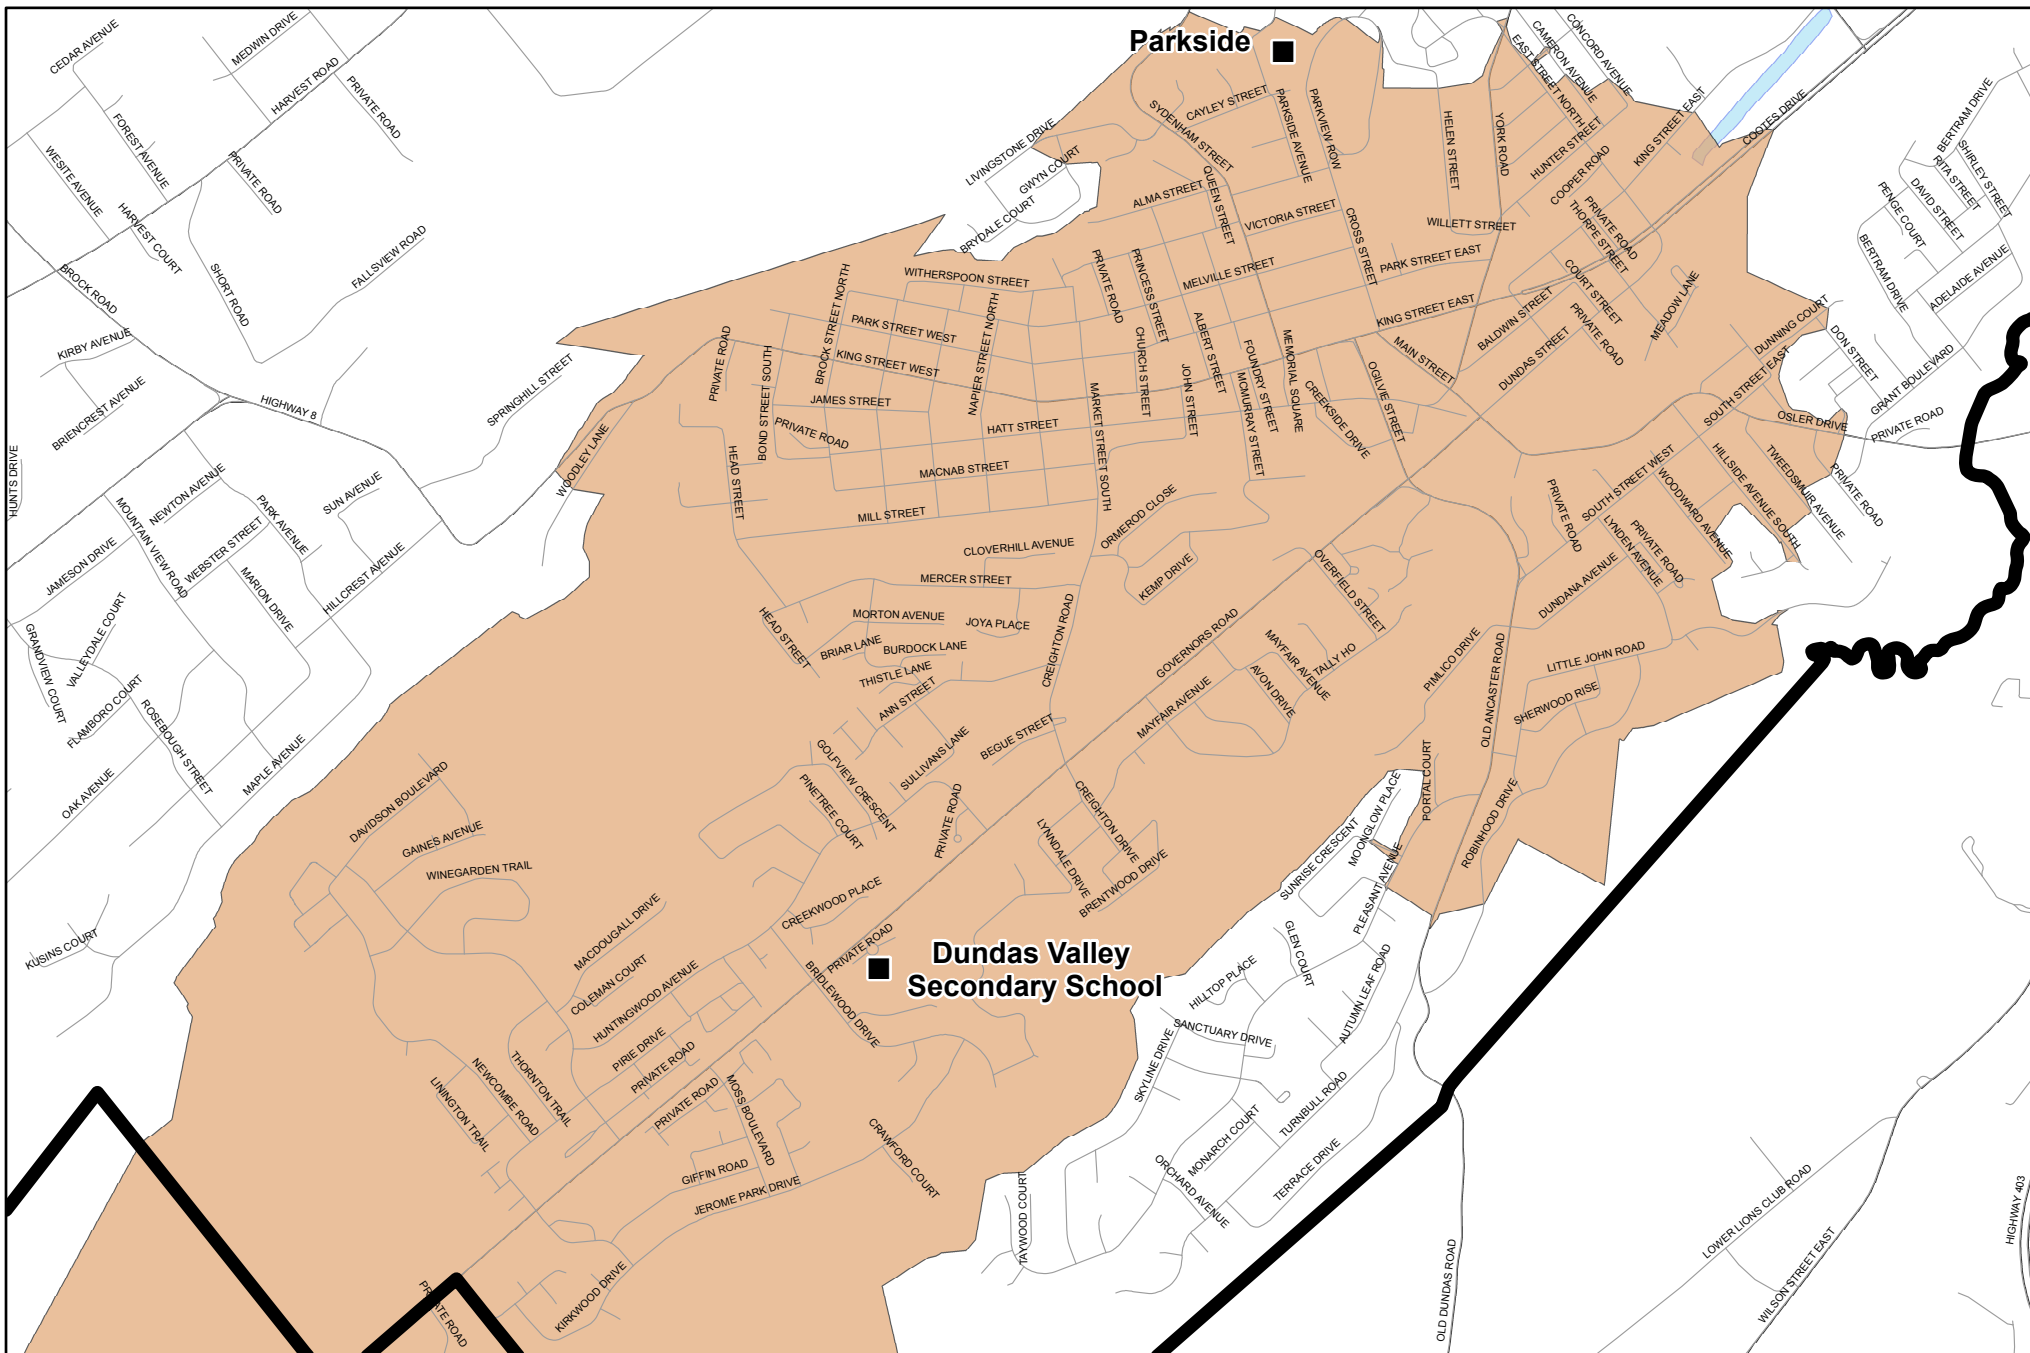 Parkside
Dundas Valley
Secondary School
CEDAR AVENUE
MEDWIN DRIVE
HARVEST ROAD
PRIVATE ROAD
FOREST AVENUE
WESITE AVENUE
PRIVATE ROAD
HARVEST COURT
SHORT ROAD
FALLSVIEW ROAD
BROCK ROAD
KIRBY AVENUE
BRIENCREST AVENUE
HIGHWAY 8
SPRINGHILL STREET
WOODLEY LANE
HUNTS DRIVE
NEWTON AVENUE
MOUNTAIN VIEW ROAD
PARK AVENUE
SUN AVENUE
WEBSTER STREET
JAMESON DRIVE
MARION DRIVE
HILLCREST AVENUE
VALLEYDALE COURT
GRANDVIEW COURT
FLAMBORO COURT
ROSEBOUGH STREET
OAK AVENUE
MAPLE AVENUE
KUSINS COURT
LIVINGSTONE DRIVE
GWYN COURT
BRYDALE COURT
SYDENHAM STREET
CAYLEY STREET
PARKSIDE AVENUE
PARKVIEW ROW
ALMA STREET
QUEEN STREET
VICTORIA STREET
CROSS STREET
HELEN STREET
YORK ROAD
WILLETT STREET
PARK STREET EAST
MELVILLE STREET
PRINCESS STREET
PRIVATE ROAD
KING STREET EAST
EAST STREET NORTH
CAMERON AVENUE
CONCORD AVENUE
HUNTER STREET
COOPER ROAD
KING STREET EAST
COOTES DRIVE
PRIVATE ROAD
THORPE STREET
COURT STREET
MEADOW LANE
BALDWIN STREET
PRIVATE ROAD
DUNDAS STREET
MAIN STREET
BERTRAM DRIVE
SHIRLEY STREET
RITA STREET
DAVID STREET
PENGE COURT
BERTRAM DRIVE
ADELAIDE AVENUE
DUNNING COURT
DON STREET
GRANT BOULEVARD
SOUTH STREET EAST
OSLER DRIVE
PRIVATE ROAD
WITHERSPOON STREET
BROCK STREET NORTH
PARK STREET WEST
NAPIER STREET NORTH
KING STREET WEST
PRIVATE ROAD
BOND STREET SOUTH
JAMES STREET
PRIVATE ROAD
HATT STREET
MACNAB STREET
MILL STREET
HEAD STREET
MARKET STREET SOUTH
CHURCH STREET
JOHN STREET
ALBERT STREET
FOUNDRY STREET
MCMURRAY STREET
MEMORIAL SQUARE
CREEKSIDE DRIVE
OGILVIE STREET
ORMEROD CLOSE
KEMP DRIVE
CLOVERHILL AVENUE
MERCER STREET
MORTON AVENUE
JOYA PLACE
BRIAR LANE
BURDOCK LANE
THISTLE LANE
ANN STREET
HEAD STREET
CREIGHTON ROAD
GOVERNORS ROAD
OVERFIELD STREET
MAYFAIR AVENUE
TALLY HO
AVON DRIVE
MAYFAIR AVENUE
PIMLICO DRIVE
OLD ANCASTER ROAD
DUNDANA AVENUE
PRIVATE ROAD
SOUTH STREET WEST
LYNDEN AVENUE
PRIVATE ROAD
WOODWARD AVENUE
HILLSIDE AVENUE SOUTH
TWEEDSMUIR AVENUE
PRIVATE ROAD
LITTLE JOHN ROAD
SHERWOOD RISE
ROBINHOOD DRIVE
PORTAL COURT
BEGUE STREET
SULLIVANS LANE
GOLFVIEW CRESCENT
PINETREE COURT
PRIVATE ROAD
CREIGHTON DRIVE
LYNNDALE DRIVE
BRENTWOOD DRIVE
MOONGLOW PLACE
SUNRISE CRESCENT
PLEASANT AVENUE
GLEN COURT
HILLTOP PLACE
AUTUMN LEAF ROAD
SANCTUARY DRIVE
SKYLINE DRIVE
TURNBULL ROAD
MONARCH COURT
ORCHARD AVENUE
TERRACE DRIVE
TAYWOOD COURT
DAVIDSON BOULEVARD
GAINES AVENUE
WINEGARDEN TRAIL
MACDOUGALL DRIVE
COLEMAN COURT
HUNTINGWOOD AVENUE
CREEKWOOD PLACE
PRIVATE ROAD
BRIDLEWOOD DRIVE
PIRIE DRIVE
PRIVATE ROAD
PRIVATE ROAD
THORNTON TRAIL
NEWCOMBE ROAD
LININGTON TRAIL
MOSS BOULEVARD
GIFFIN ROAD
JEROME PARK DRIVE
CRAWFORD COURT
KIRKWOOD DRIVE
PRIVATE ROAD
OLD DUNDAS ROAD
LOWER LIONS CLUB ROAD
WILSON STREET EAST
HIGHWAY 403